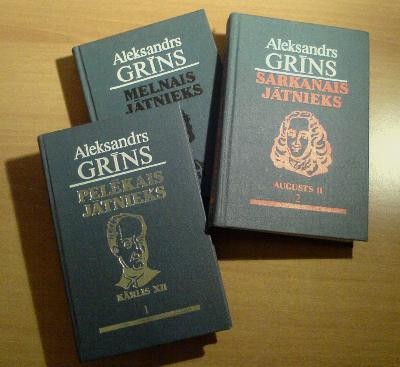 Aleksandrs
GRĪNS
MELNAIS
JĀTNIEKS
Aleksandrs
GRĪNS
SARKANAIS
JĀTNIEKS
AUGUSTS II
2
Aleksandrs
GRĪNS
PELĒKAIS
JĀTNIEKS
KĀRLIS XII
1